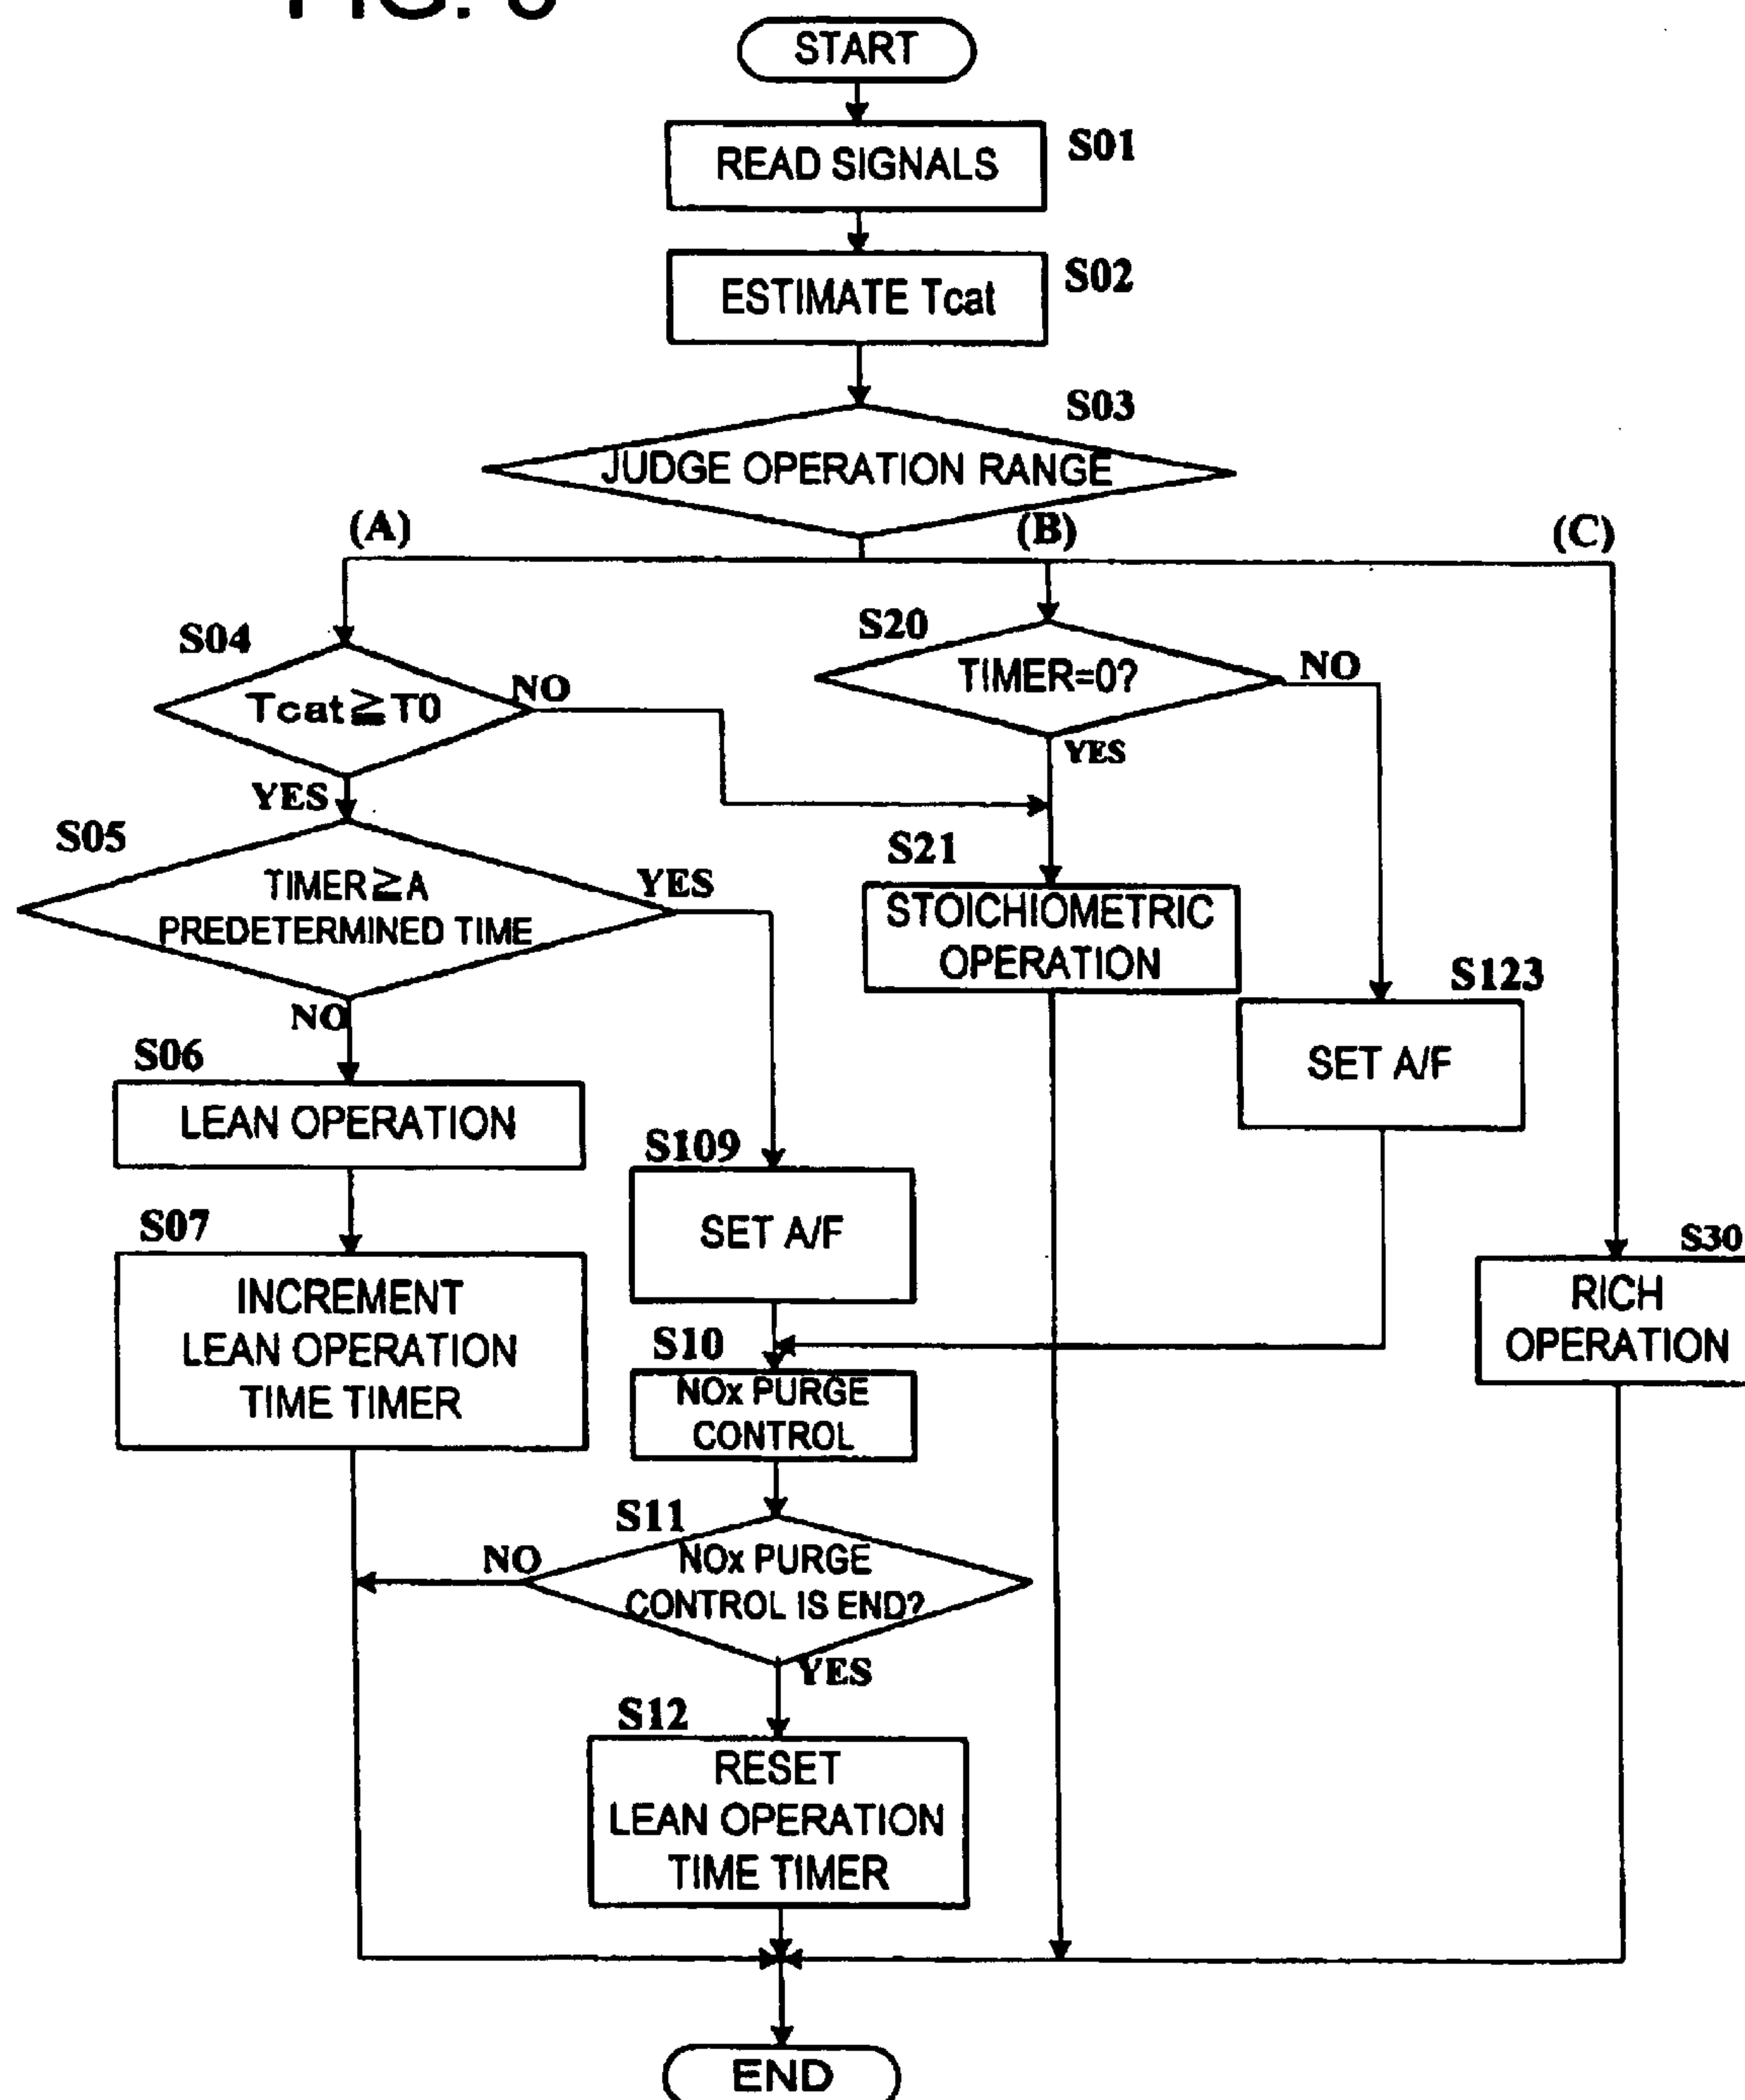 START
READ SIGNALS
S01
ESTIMATE Tcat
S02
S03
JUDGE OPERATION RANGE
(A)
(B)
(C)
S04
Tcat≧T0
NO
YES
S20
TIMER=0?
NO
YES
S05
TIMER≧A
PREDETERMINED TIME
YES
NO
S21
STOICHIOMETRIC
OPERATION
S123
SET A/F
S06
LEAN OPERATION
S109
SET A/F
S07
INCREMENT
LEAN OPERATION
TIME TIMER
S30
RICH
OPERATION
S10
NOx PURGE
CONTROL
S11
NOx PURGE
CONTROL IS END?
NO
YES
S12
RESET
LEAN OPERATION
TIME TIMER
END